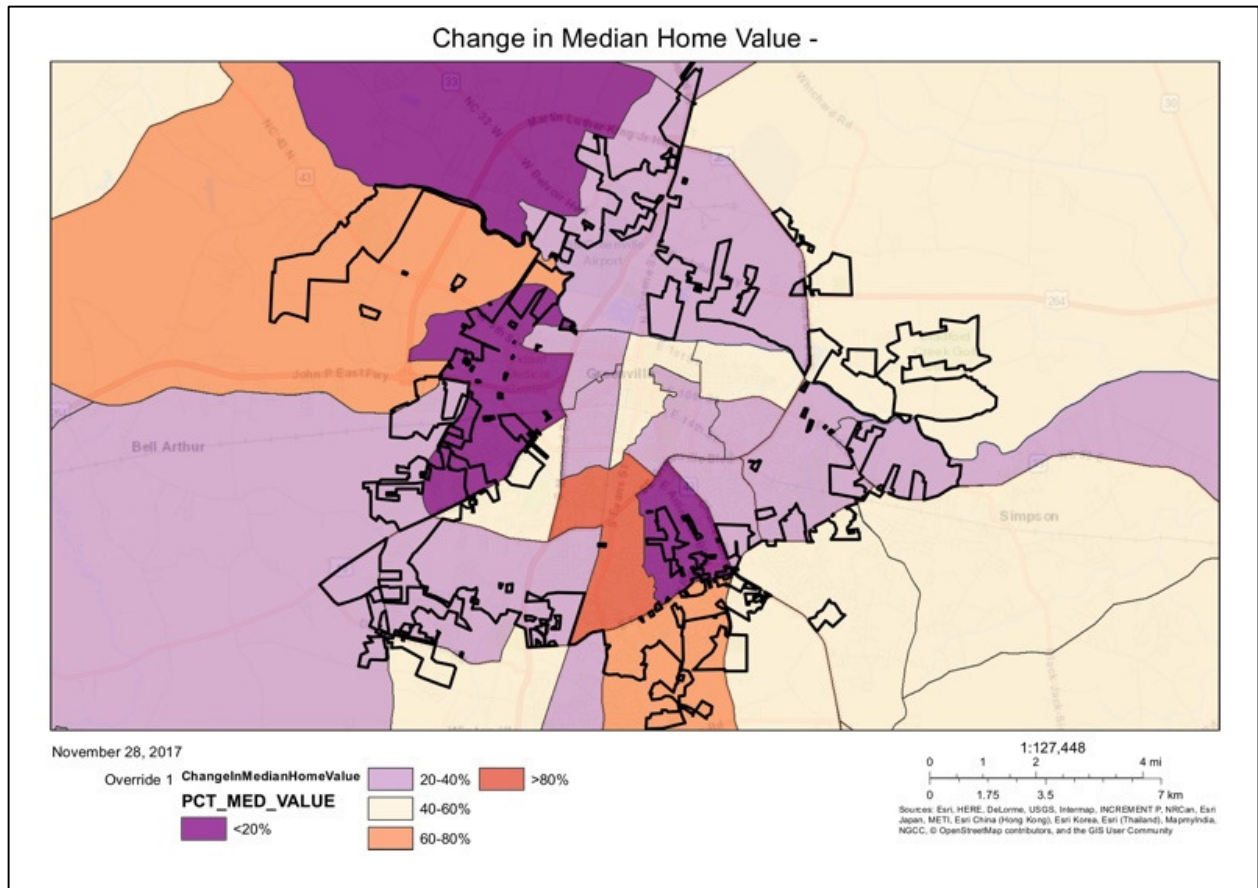 Change in Median Home Value -
33
NC-33-W
Martin Luther King Jr H
Whichard Rd
30
NC-43-N
43
W Belvoir H
Airport
264
E 1st
John P East Fwy
Greenville
Bell Arthur
E 14th
Simpson
November 28, 2017
1:127,448
Override 1
ChangeInMedianHomeValue
PCT_MED_VALUE
<20%
20-40%
40-60%
60-80%
>80%
0 1 2 4 mi
0 1.75 3.5 7 km
Sources: Esri, HERE, DeLorme, USGS, Intermap, INCREMENT P, NRCan, Esri
Japan, METI, Esri China (Hong Kong), Esri Korea, Esri (Thailand), MapmyIndia,
NGCC, © OpenStreetMap contributors, and the GIS User Community